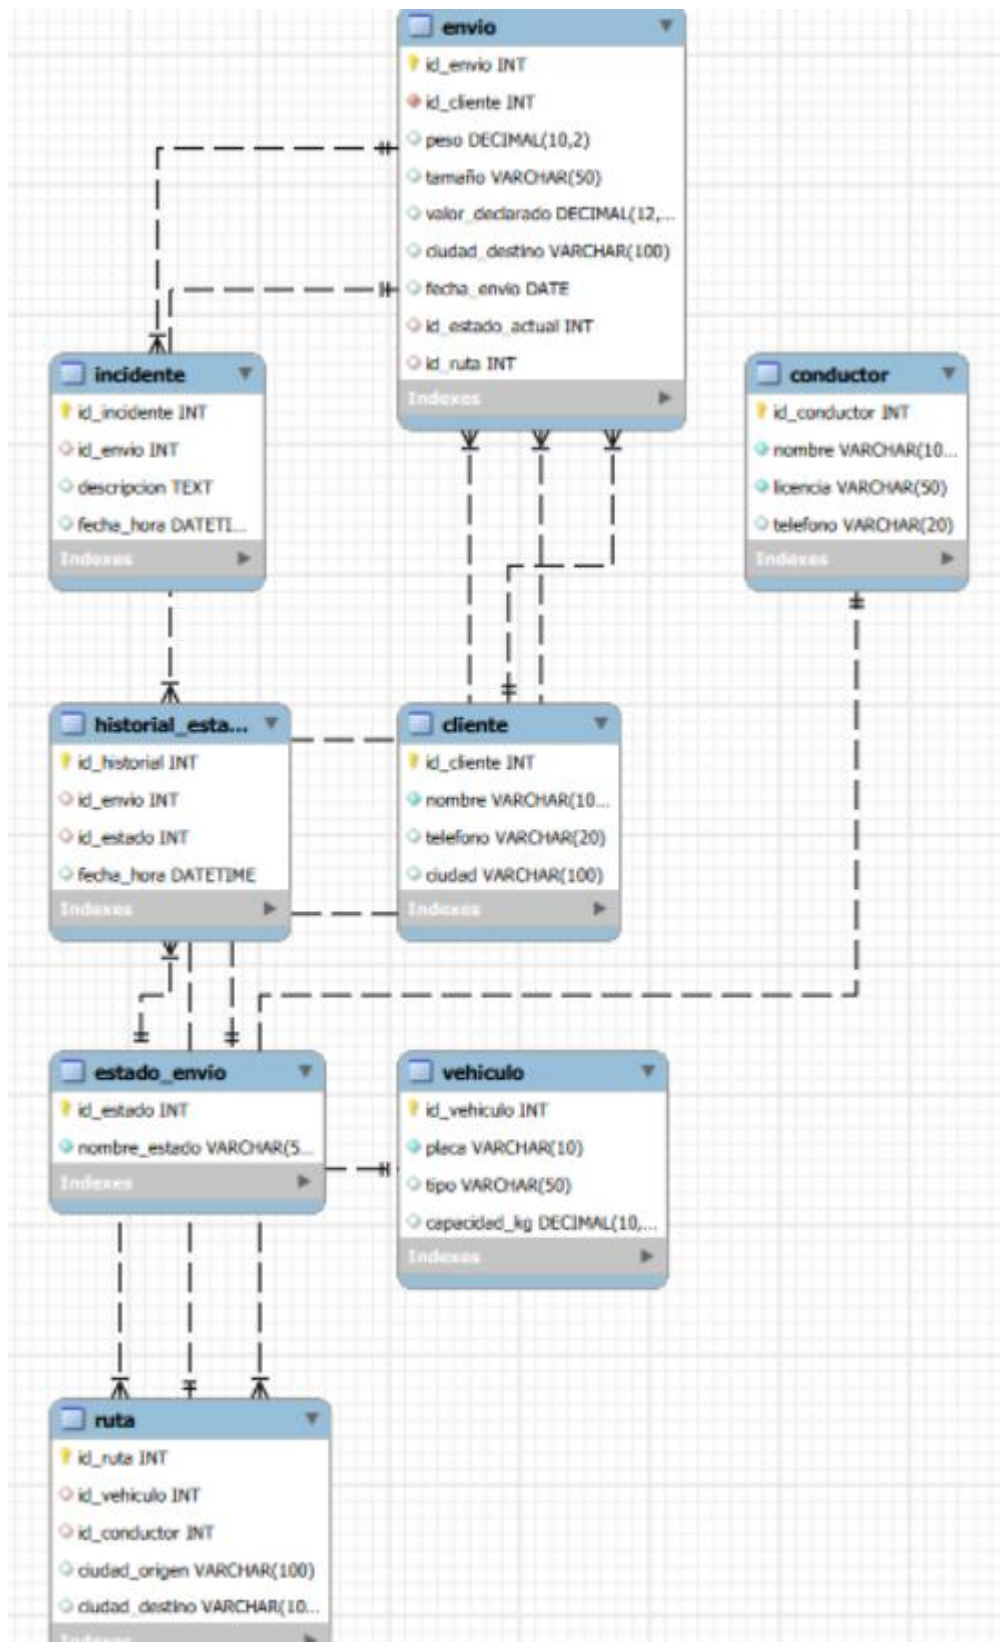 envio
id_envio INT
id_cliente INT
peso DECIMAL(10,2)
tamaño VARCHAR(50)
valor_declarado DECIMAL(12,...
ciudad_destino VARCHAR(100)
fecha_envio DATE
id_estado_actual INT
id_ruta INT
Indexes
incidente
id_incidente INT
id_envio INT
descripcion TEXT
fecha_hora DATETI...
Indexes
conductor
id_conductor INT
nombre VARCHAR(10...
licencia VARCHAR(50)
telefono VARCHAR(20)
Indexes
historial_esta...
id_historial INT
id_envio INT
id_estado INT
fecha_hora DATETIME
Indexes
cliente
id_cliente INT
nombre VARCHAR(10...
telefono VARCHAR(20)
ciudad VARCHAR(100)
Indexes
estado_envio
id_estado INT
nombre_estado VARCHAR(5...
Indexes
vehiculo
id_vehiculo INT
placa VARCHAR(10)
tipo VARCHAR(50)
capacidad_kg DECIMAL(10,...
Indexes
ruta
id_ruta INT
id_vehiculo INT
id_conductor INT
ciudad_origen VARCHAR(100)
ciudad_destino VARCHAR(10...
Indexes